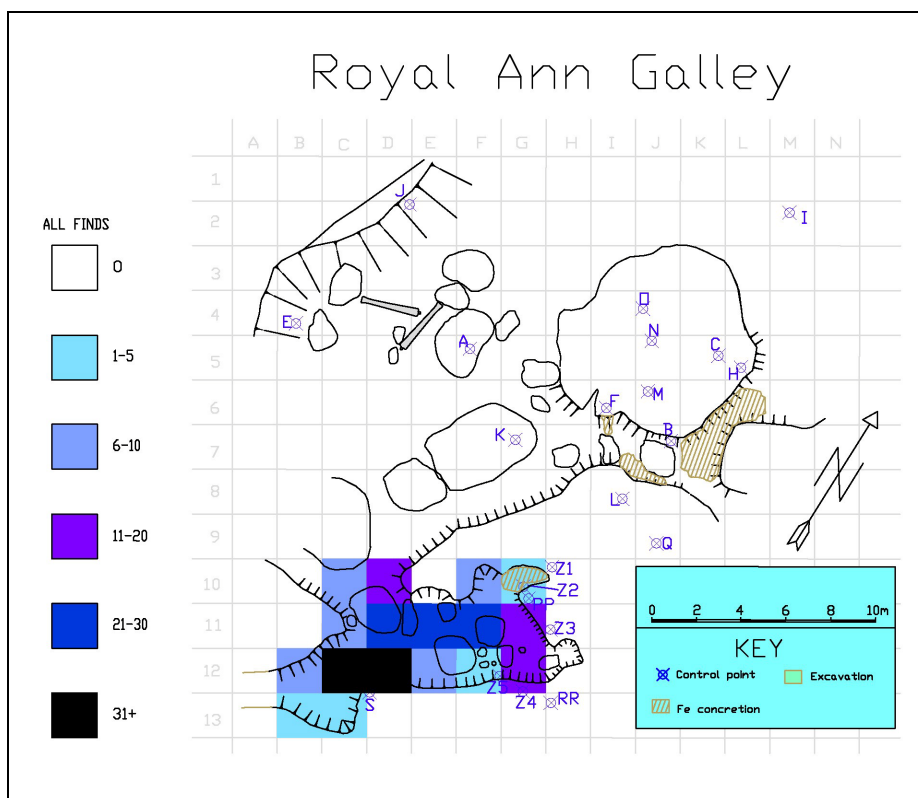 Royal Ann Galley
A B C D E F G H I J K L M N
1
J
2
I
ALL FINDS
0
3
E
4
O
N
A
C
1-5
5
H
M
F
6
6-10
K
B
7
L
8
11-20
9
Q
10
Z1
Z2
RR
21-30
11
Z3
0 2 4 6 8 10m
KEY
12
Control point
Excavation
Z5
31+
S
Z4
RR
Fe concretion
13
N